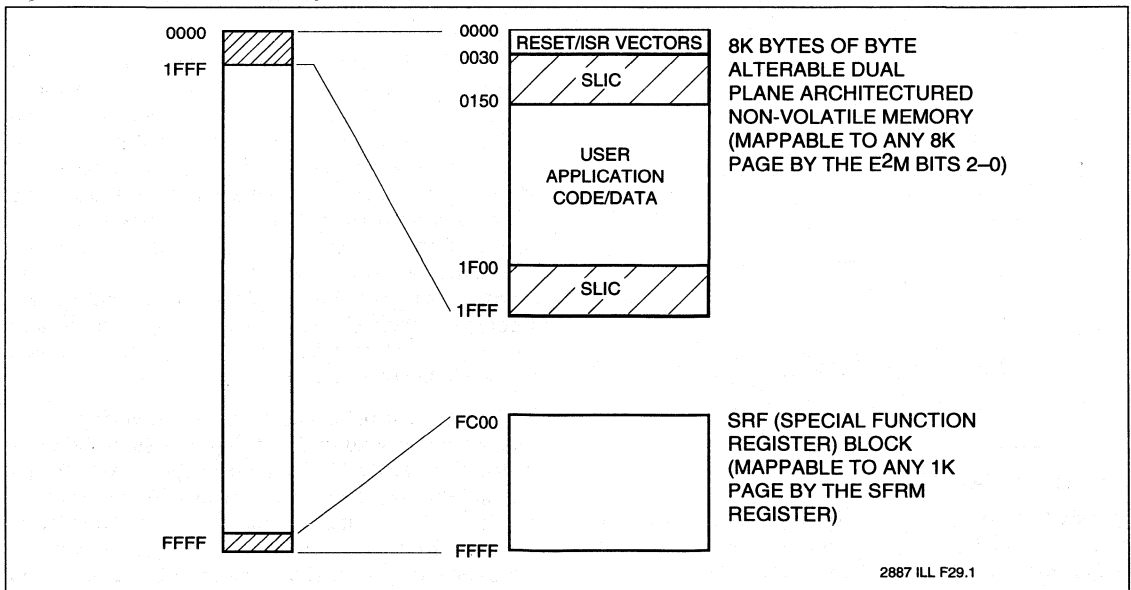 0000
1FFF
FFFF
0000
RESET/ISR VECTORS
0030
SLIC
0150
USER
APPLICATION
CODE/DATA
1F00
SLIC
1FFF
8K BYTES OF BYTE
ALTERABLE DUAL
PLANE ARCHITECTURED
NON-VOLATILE MEMORY
(MAPPABLE TO ANY 8K
PAGE BY THE E2M BITS 2–0)
FC00
FFFF
SRF (SPECIAL FUNCTION
REGISTER) BLOCK
(MAPPABLE TO ANY 1K
PAGE BY THE SFRM
REGISTER)
2887 ILL F29.1